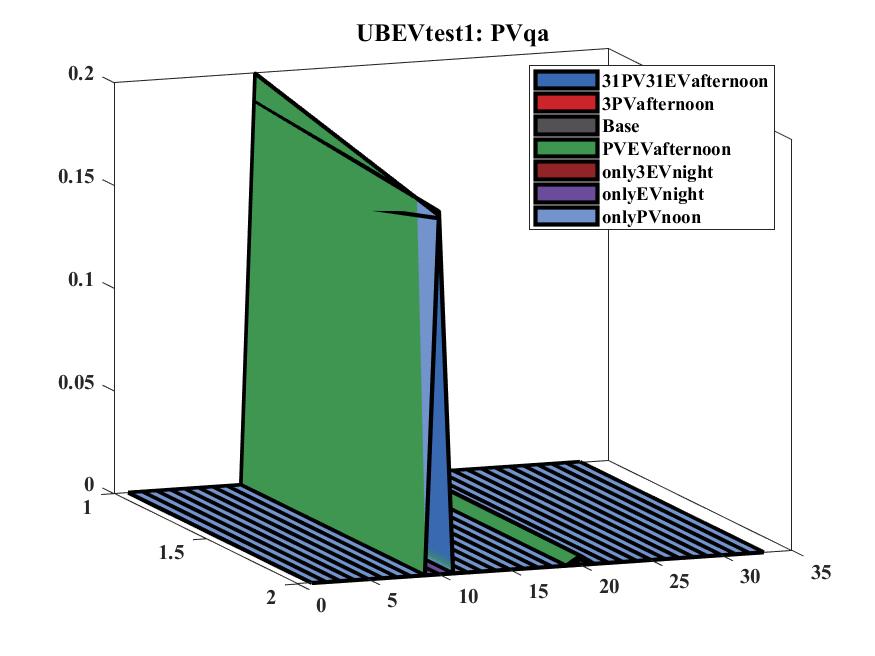 UBEVtest1: PVqa
31PV31EVafternoon
3PVafternoon
Base
PVEVafternoon
only3EVnight
onlyEVnight
onlyPVnoon
0.2
0.15
0.1
0.05
0
1
1.5
2
0
5
10
15
20
25
30
35